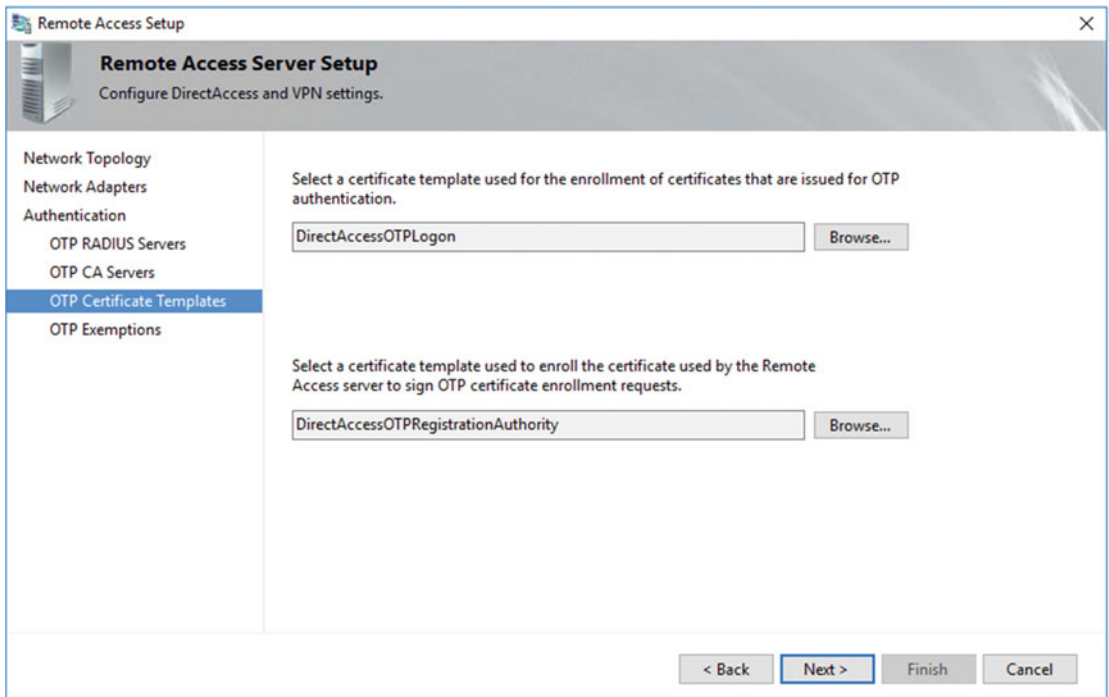 Remote Access Setup
Remote Access Server Setup
Configure DirectAccess and VPN settings.
Network Topology
Network Adapters
Authentication
OTP RADIUS Servers
OTP CA Servers
OTP Certificate Templates
OTP Exemptions
Select a certificate template used for the enrollment of certificates that are issued for OTP
authentication.
DirectAccessOTPLogon
Browse...
Select a certificate template used to enroll the certificate used by the Remote
Access server to sign OTP certificate enrollment requests.
DirectAccessOTPRegistrationAuthority
Browse...
< Back
Next >
Finish
Cancel